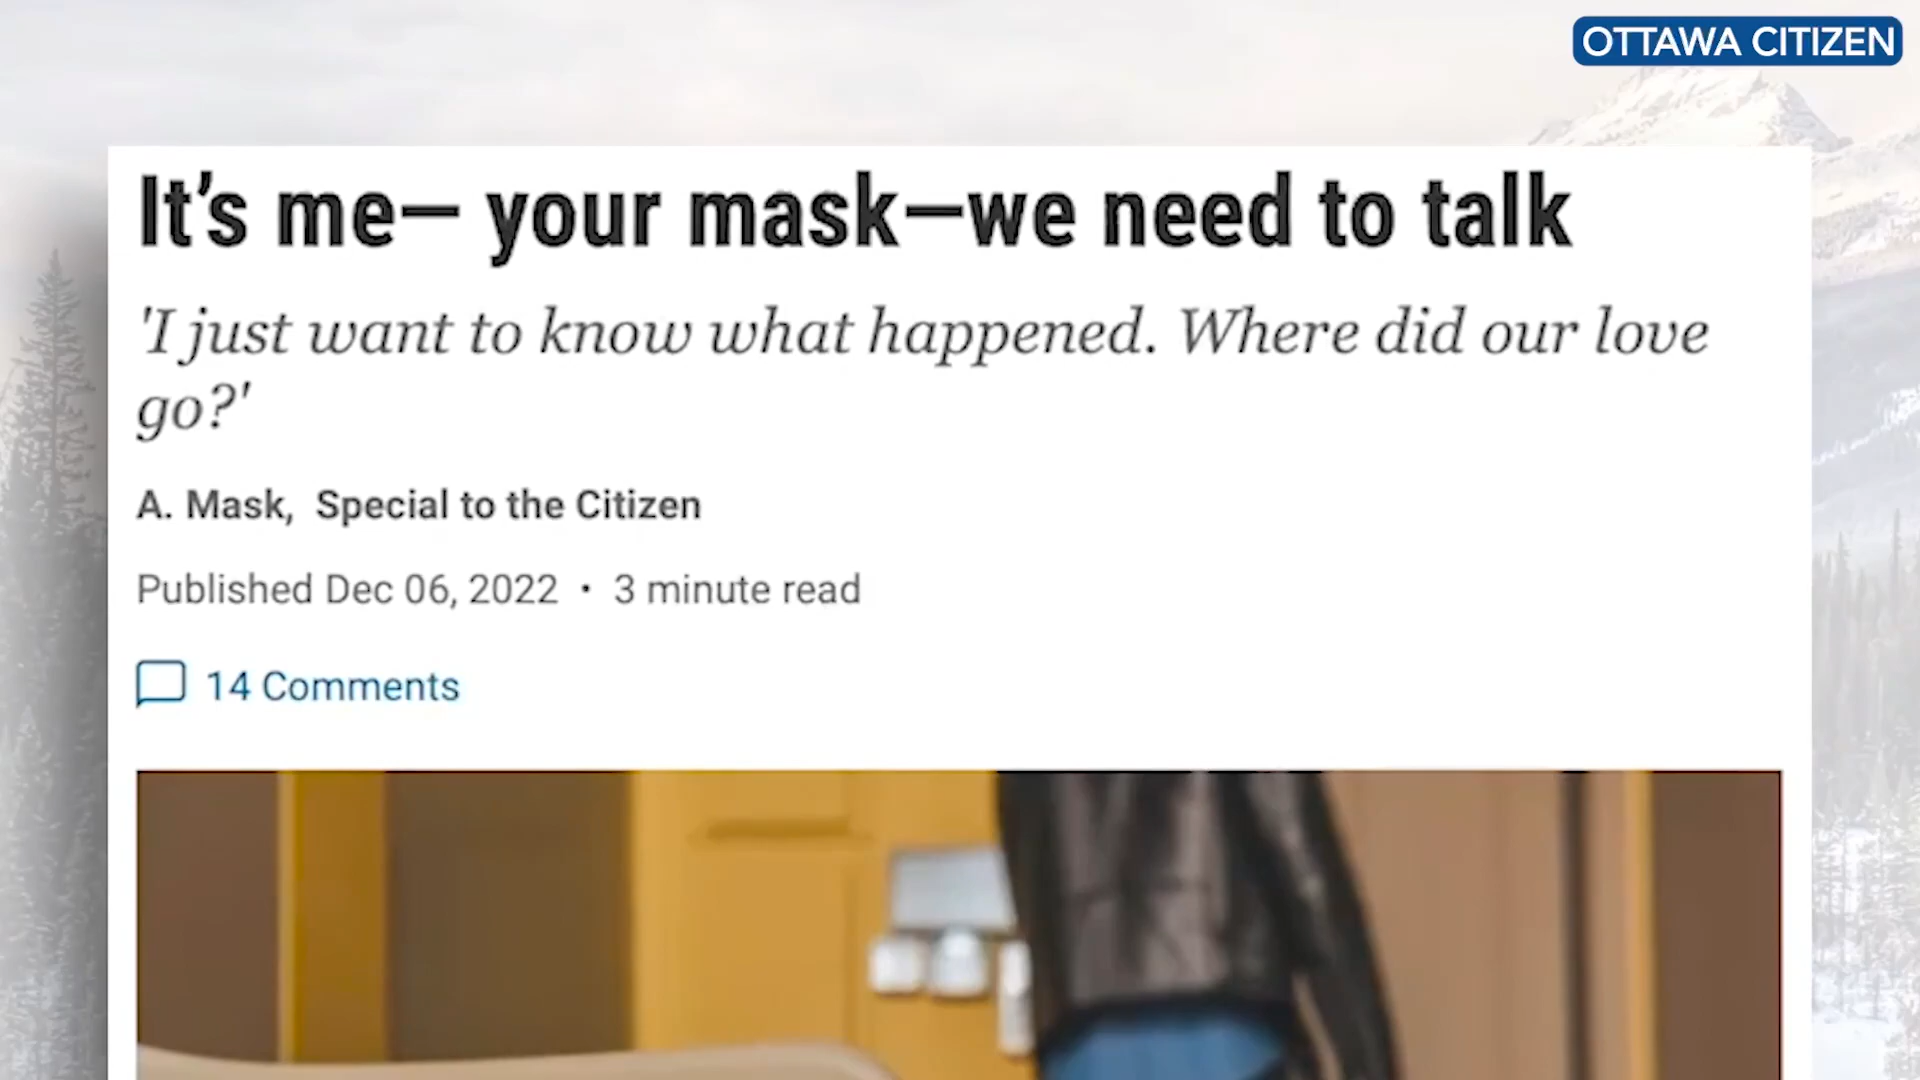 OTTAWA CITIZEN
It’s me— your mask—we need to talk
'I just want to know what happened. Where did our love
go?'
A. Mask,  Special to the Citizen
Published Dec 06, 2022 • 3 minute read
14 Comments